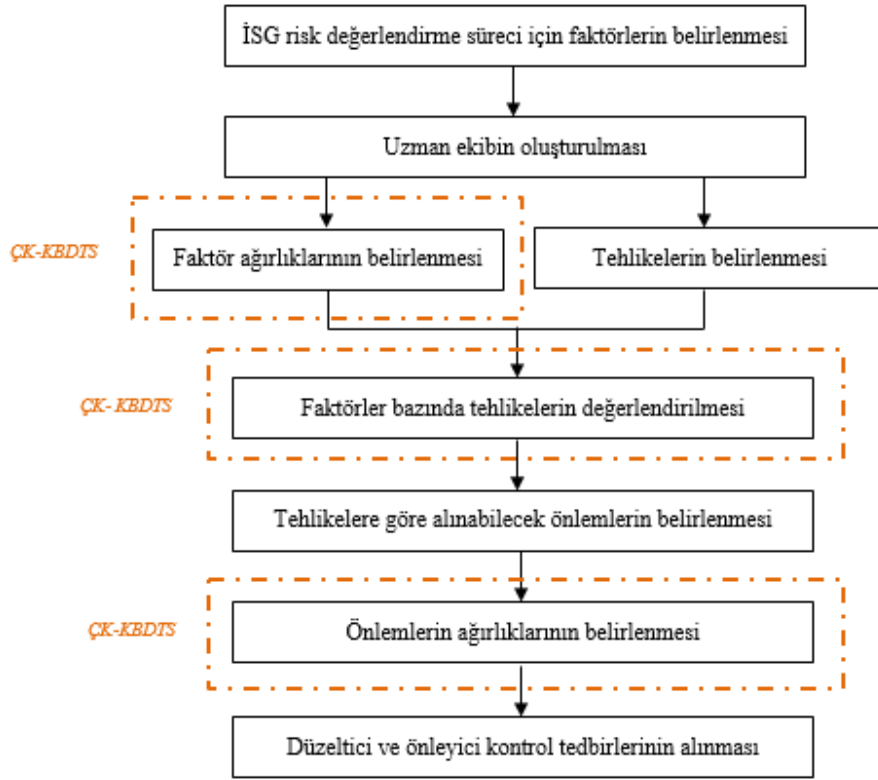 İSG risk değerlendirme süreci için faktörlerin belirlenmesi
Uzman ekibin oluşturulması
ÇK-KBDTS
Faktör ağırlıklarının belirlenmesi
Tehlikelerin belirlenmesi
ÇK- KBDTS
Faktörler bazında tehlikelerin değerlendirilmesi
Tehlikelere göre alınabilecek önlemlerin belirlenmesi
ÇK-KBDTS
Önlemlerin ağırlıklarının belirlenmesi
Düzeltici ve önleyici kontrol tedbirlerinin alınması